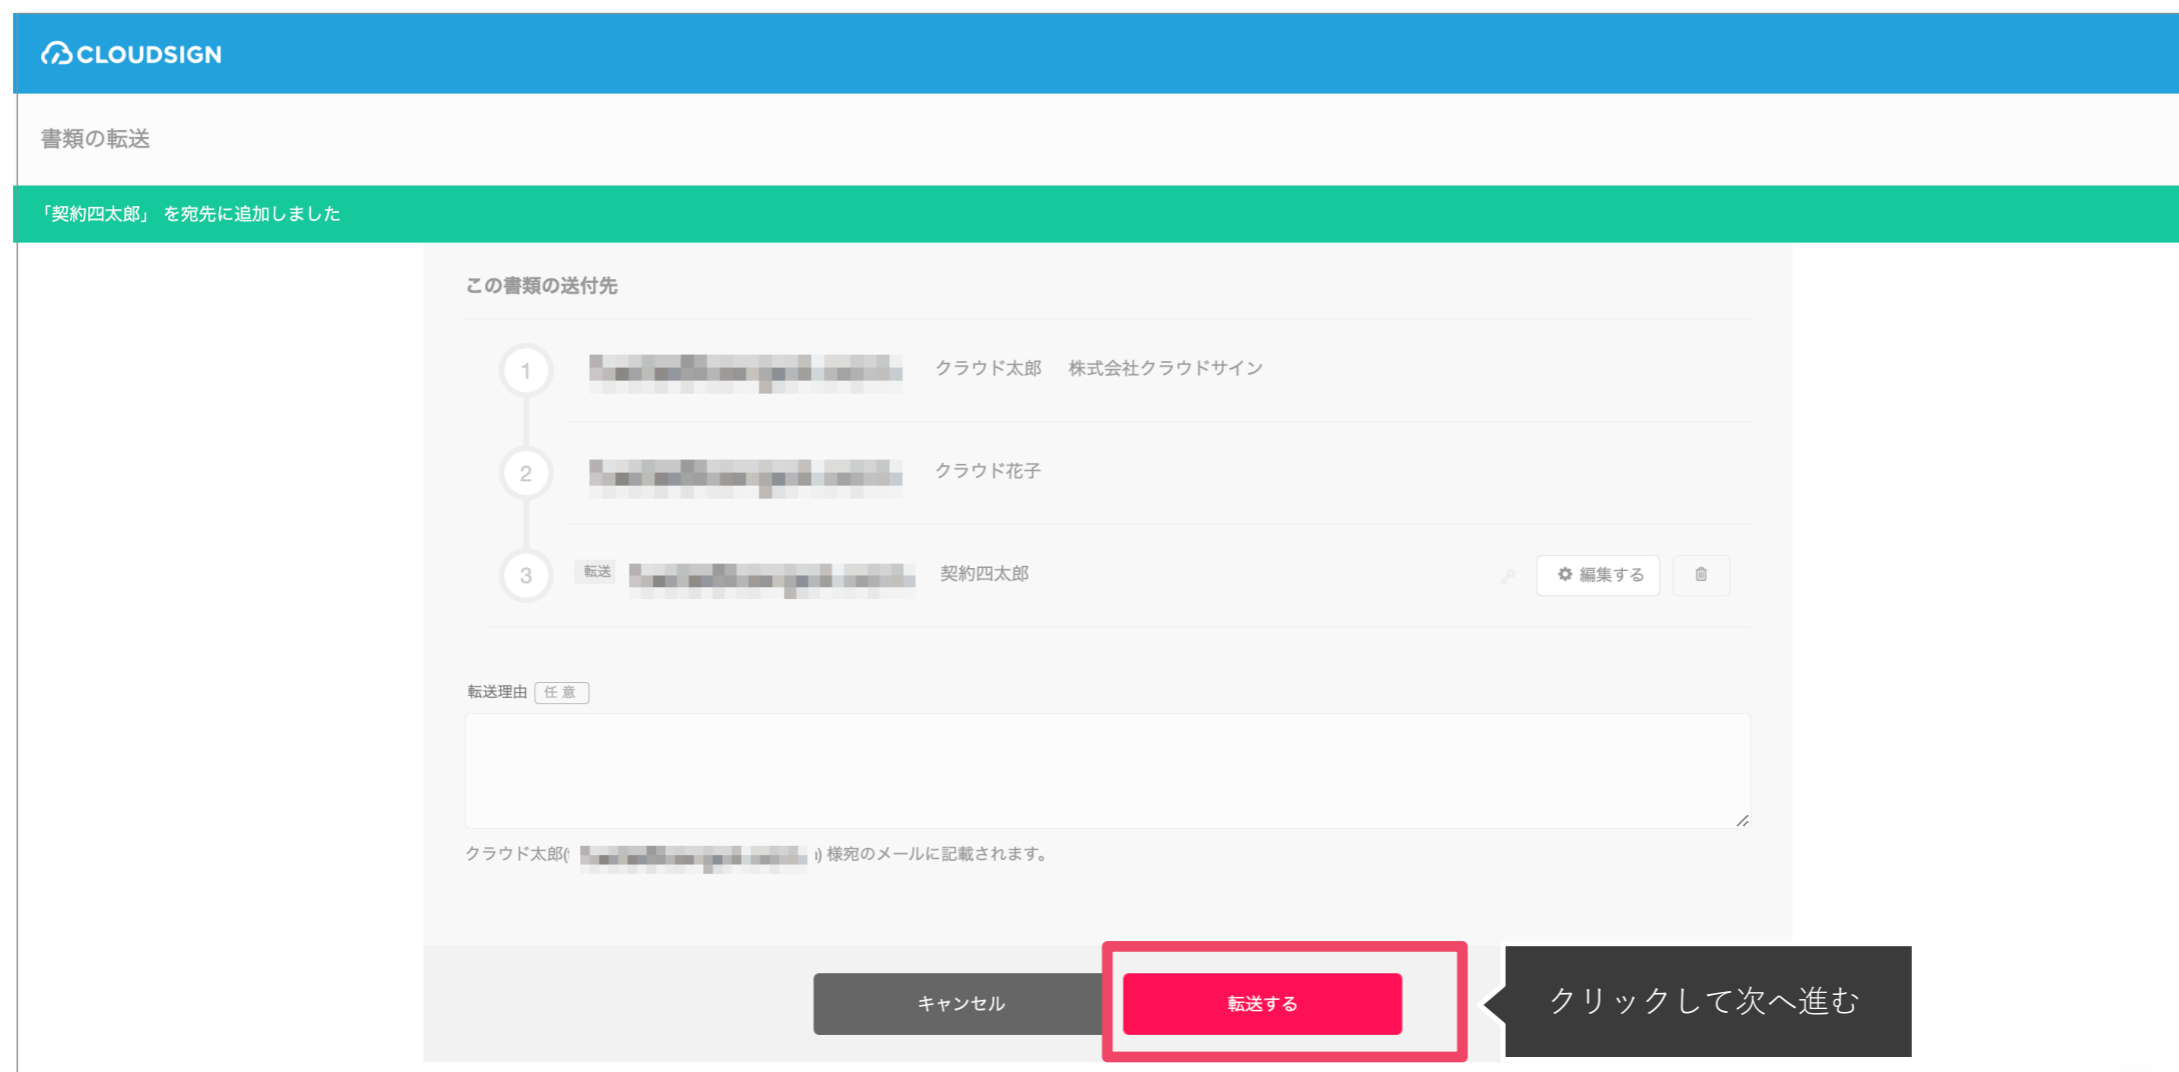 CLOUDSIGN
書類の転送
「契約四太郎」 を宛先に追加しました
この書類の送付先
1 クラウド太郎 株式会社クラウドサイン
2 クラウド花子
3 転送 契約四太郎 編集する
転送理由 任意
クラウド太郎( ) 様宛のメールに記載されます。
キャンセル 転送する クリックして次へ進む